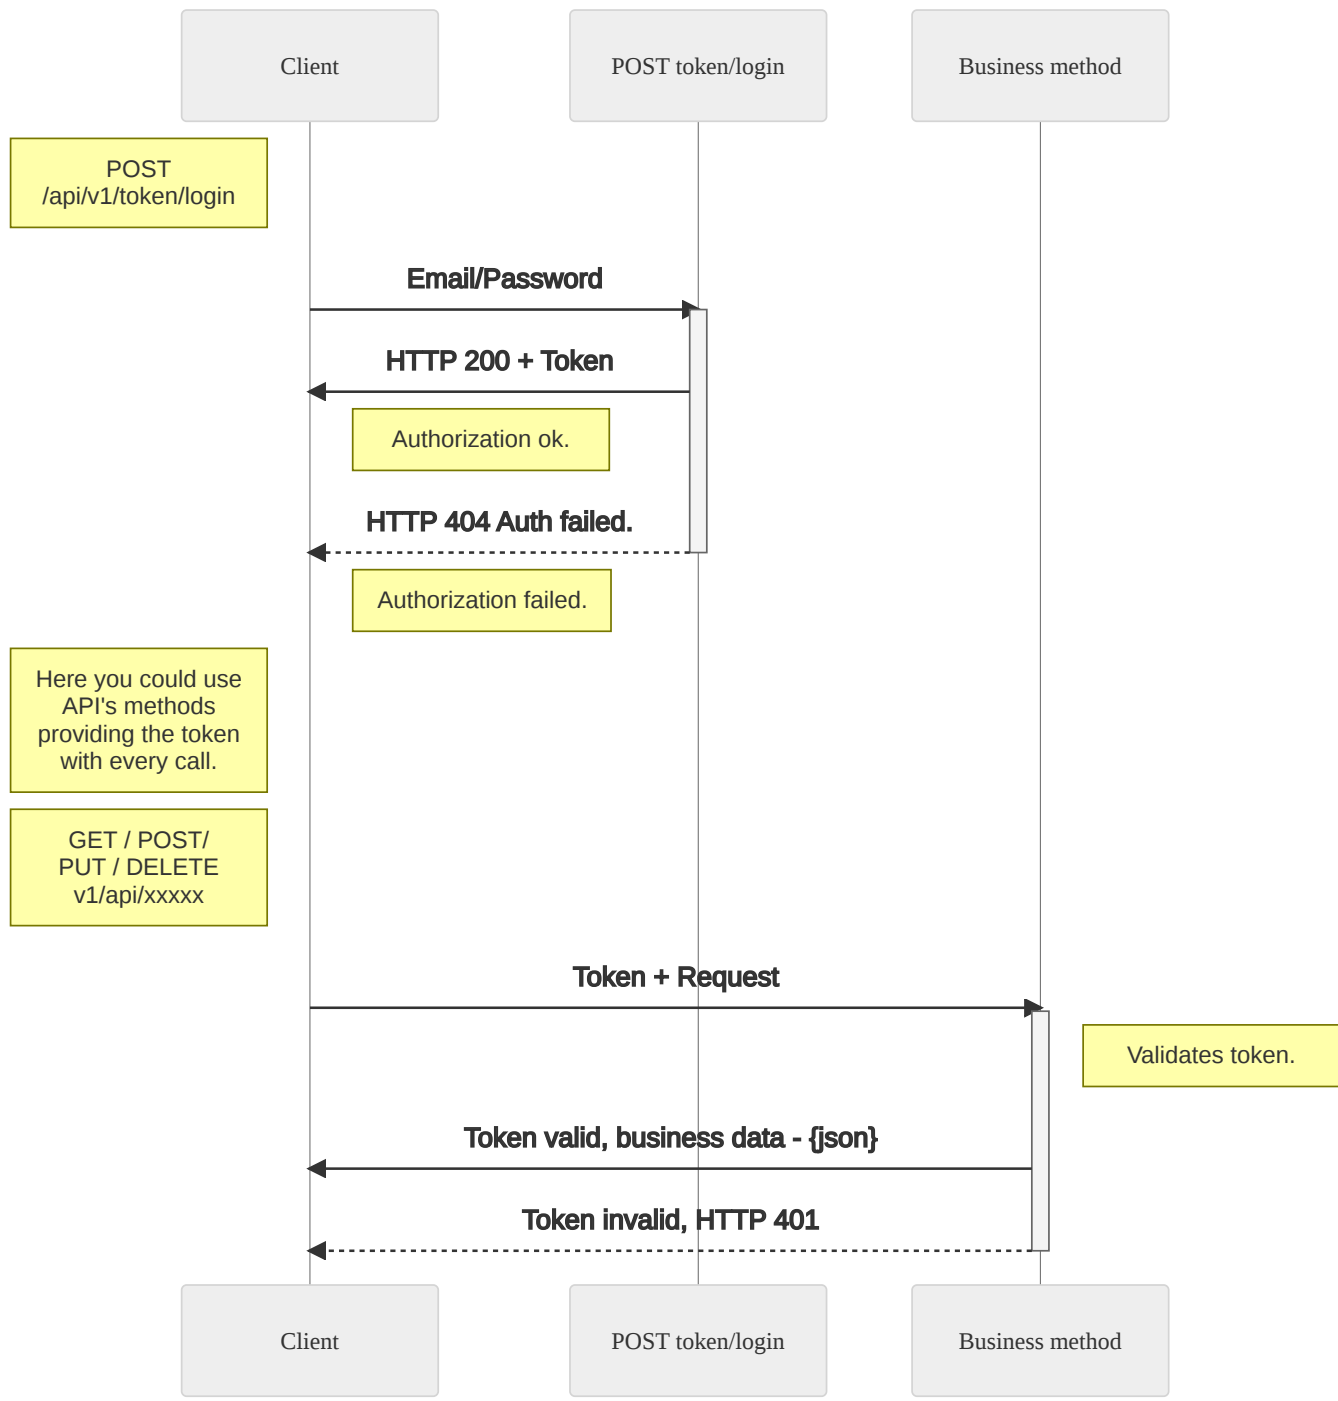 Client
POST token/login
Business method
POST
/api/v1/token/login
Email/Password
HTTP 200 + Token
Authorization ok.
HTTP 404 Auth failed.
Authorization failed.
Here you could use
API's methods
providing the token
with every call.
GET / POST/
PUT / DELETE
v1/api/xxxxx
Token + Request
Validates token.
Token valid, business data - {json}
Token invalid, HTTP 401
Client
POST token/login
Business method